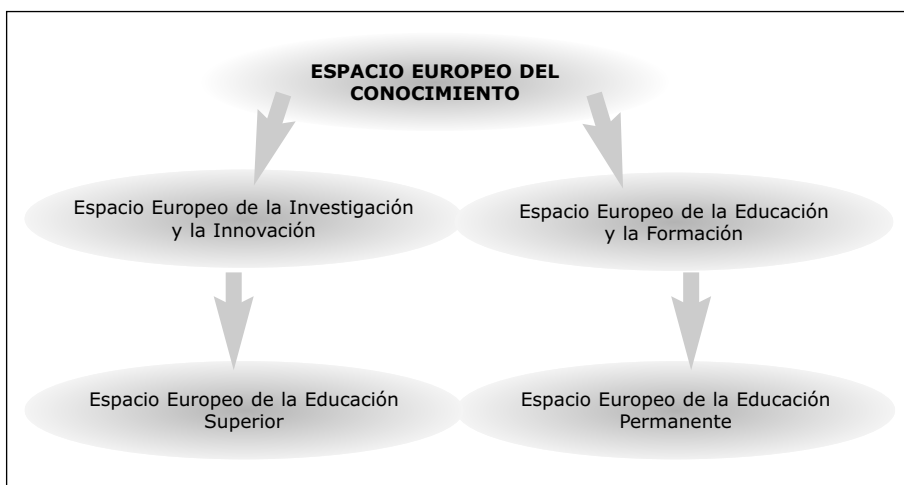 ESPACIO EUROPEO DEL
CONOCIMIENTO
Espacio Europeo de la Investigación
y la Innovación
Espacio Europeo de la Educación
y la Formación
Espacio Europeo de la Educación
Superior
Espacio Europeo de la Educación
Permanente